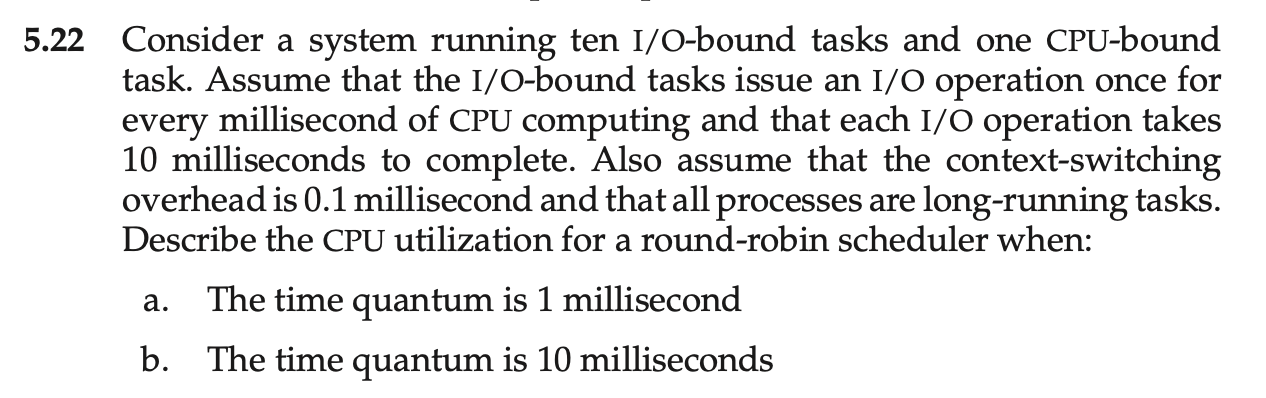 5.22 Consider a system running ten I/O-bound tasks and one CPU-bound
task. Assume that the I/O-bound tasks issue an I/O operation once for
every millisecond of CPU computing and that each I/O operation takes
10 milliseconds to complete. Also assume that the context-switching
overhead is 0.1 millisecond and that all processes are long-running tasks.
Describe the CPU utilization for a round-robin scheduler when:
a. The time quantum is 1 millisecond
b. The time quantum is 10 milliseconds